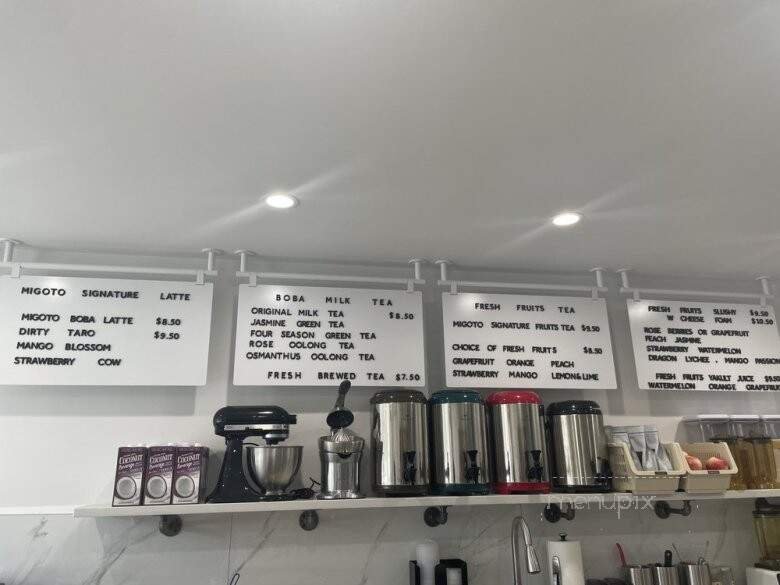 MIGOTO SIGNATURE LATTE
MIGOTO BOBA LATTE $8.50
DIRTY TARO $9.50
MANGO BLOSSOM
STRAWBERRY COW
BOBA MILK TEA
ORIGINAL MILK TEA $8.50
JASMINE GREEN TEA
FOUR SEASON GREEN TEA
ROSE OOLONG TEA
OSMANTHUS OOLONG TEA
FRESH BREWED TEA $7.50
FRESH FRUITS TEA
MIGOTO SIGNATURE FRUITS TEA $9.50
CHOICE OF FRESH FRUITS $8.50
GRAPEFRUIT ORANGE PEACH
STRAWBERRY MANGO LEMON&LIME
FRESH FRUITS SLUSHY $9.50
W CHEESE FOAM $10.50
ROSE BERRIES OR GRAPEFRUIT
PEACH JASMINE
STRAWBERRY WATERMELON
DRAGON LYCHEE, MANGO PASSION
FRESH FRUITS YAKULT JUICE
WATERMELON ORANGE GRAPEFRUI
COCONUT
COCONUT
COCONUT
menupix